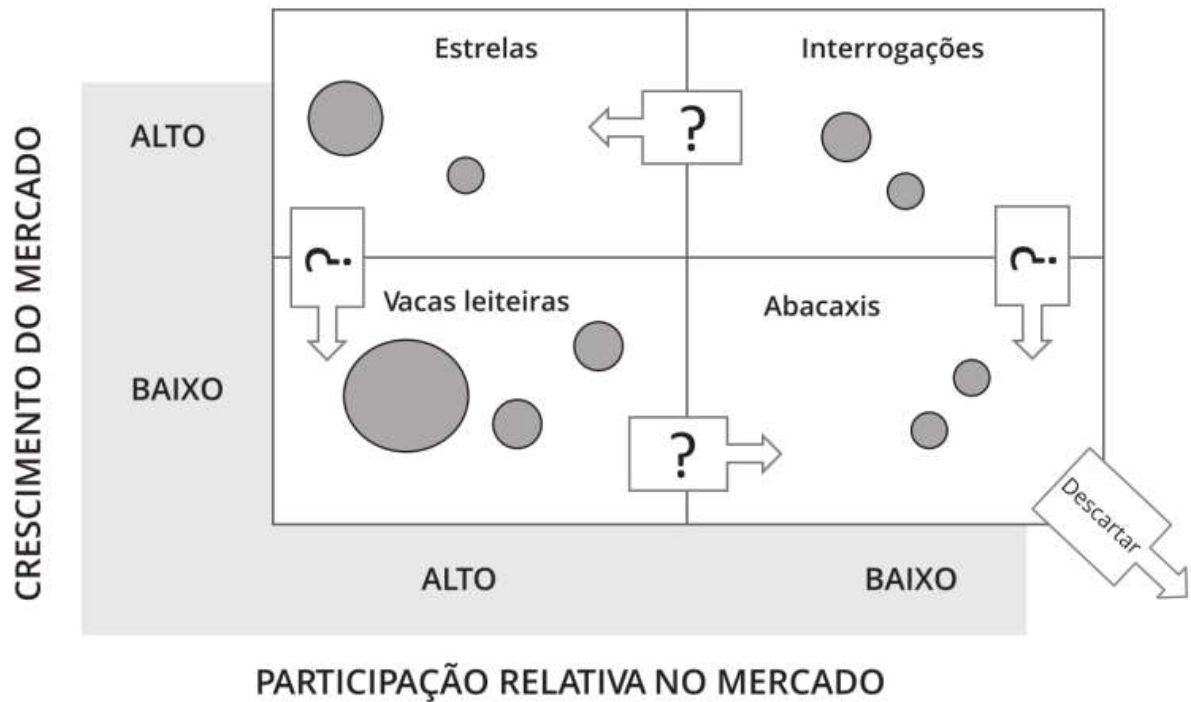 Estrelas
Interrogações
CRESCIMENTO DO MERCADO
ALTO
?
?
?
Vacas leiteiras
Abacaxis
BAIXO
?
Descartar
ALTO
BAIXO
PARTICIPAÇÃO RELATIVA NO MERCADO